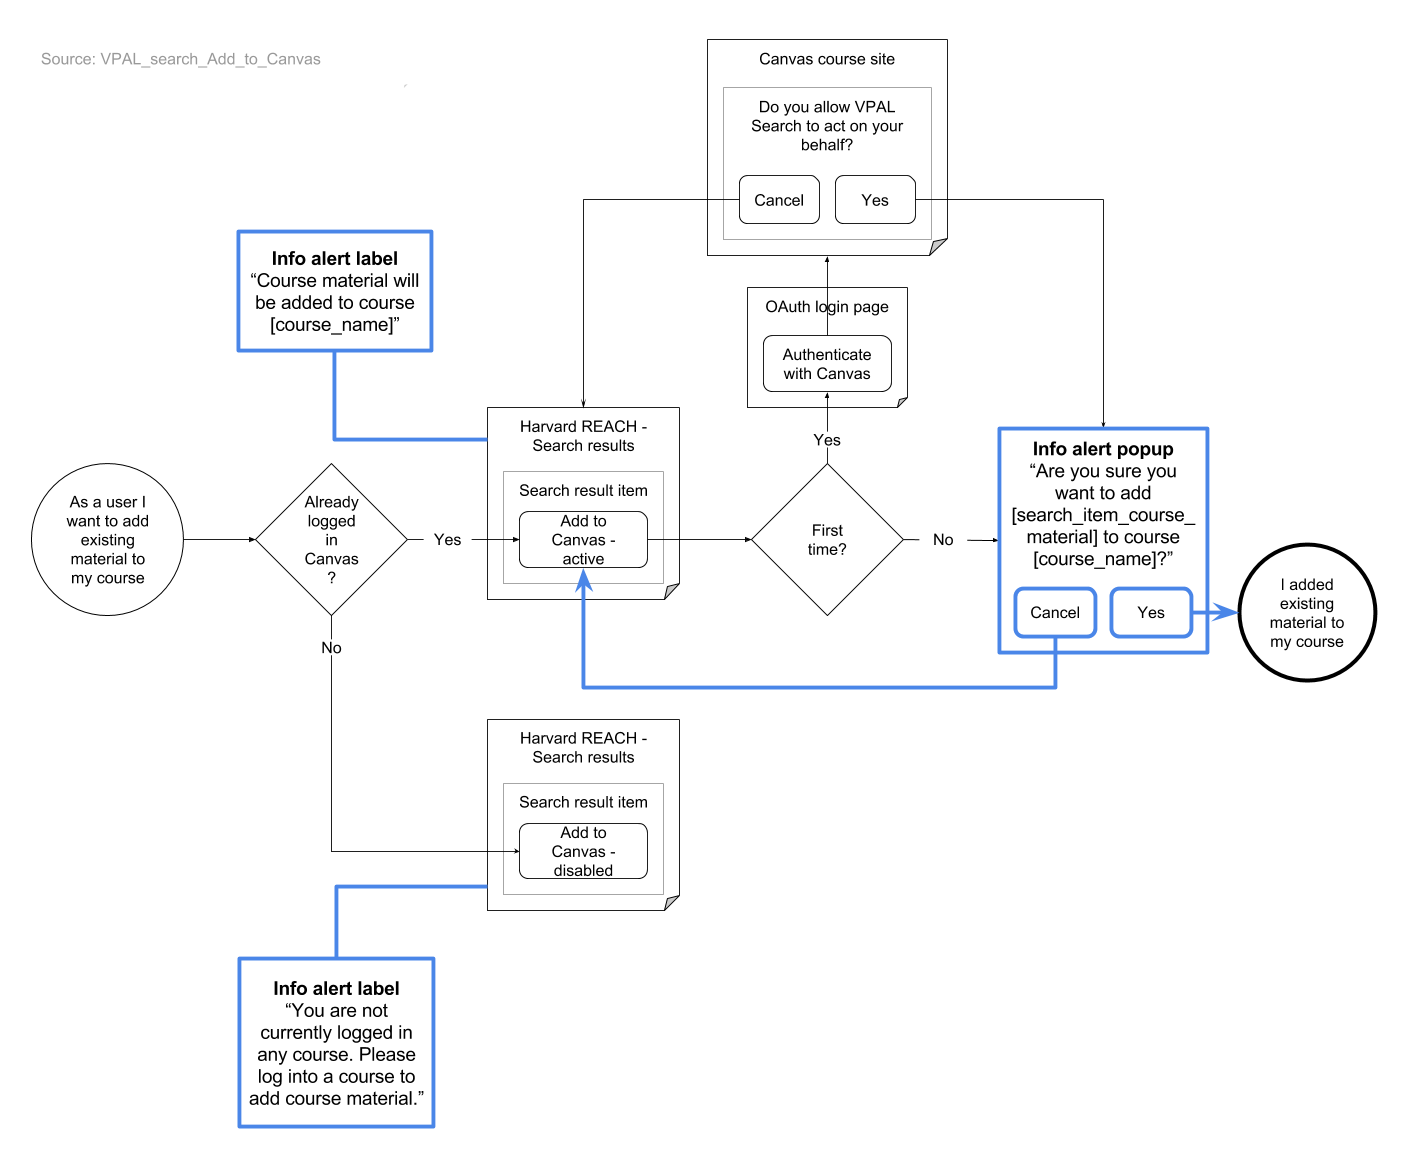 Source: VPAL_search_Add_to_Canvas
Canvas course site
Do you allow VPAL
Search to act on your
behalf?
Cancel
Yes
Info alert label
“Course material will
be added to course
[course_name]”
OAuth login page
Authenticate
with Canvas
Yes
Harvard REACH -
Search results
Search result item
Add to
Canvas -
active
As a user I
want to add
existing
material to
my course
Already
logged
in
Canvas
?
Yes
No
First
time?
No
Info alert popup
“Are you sure you
want to add
[search_item_course_
material] to course
[course_name]?”
Cancel
Yes
I added
existing
material to
my course
Harvard REACH -
Search results
Search result item
Add to
Canvas -
disabled
Info alert label
“You are not
currently logged in
any course. Please
log into a course to
add course material.”